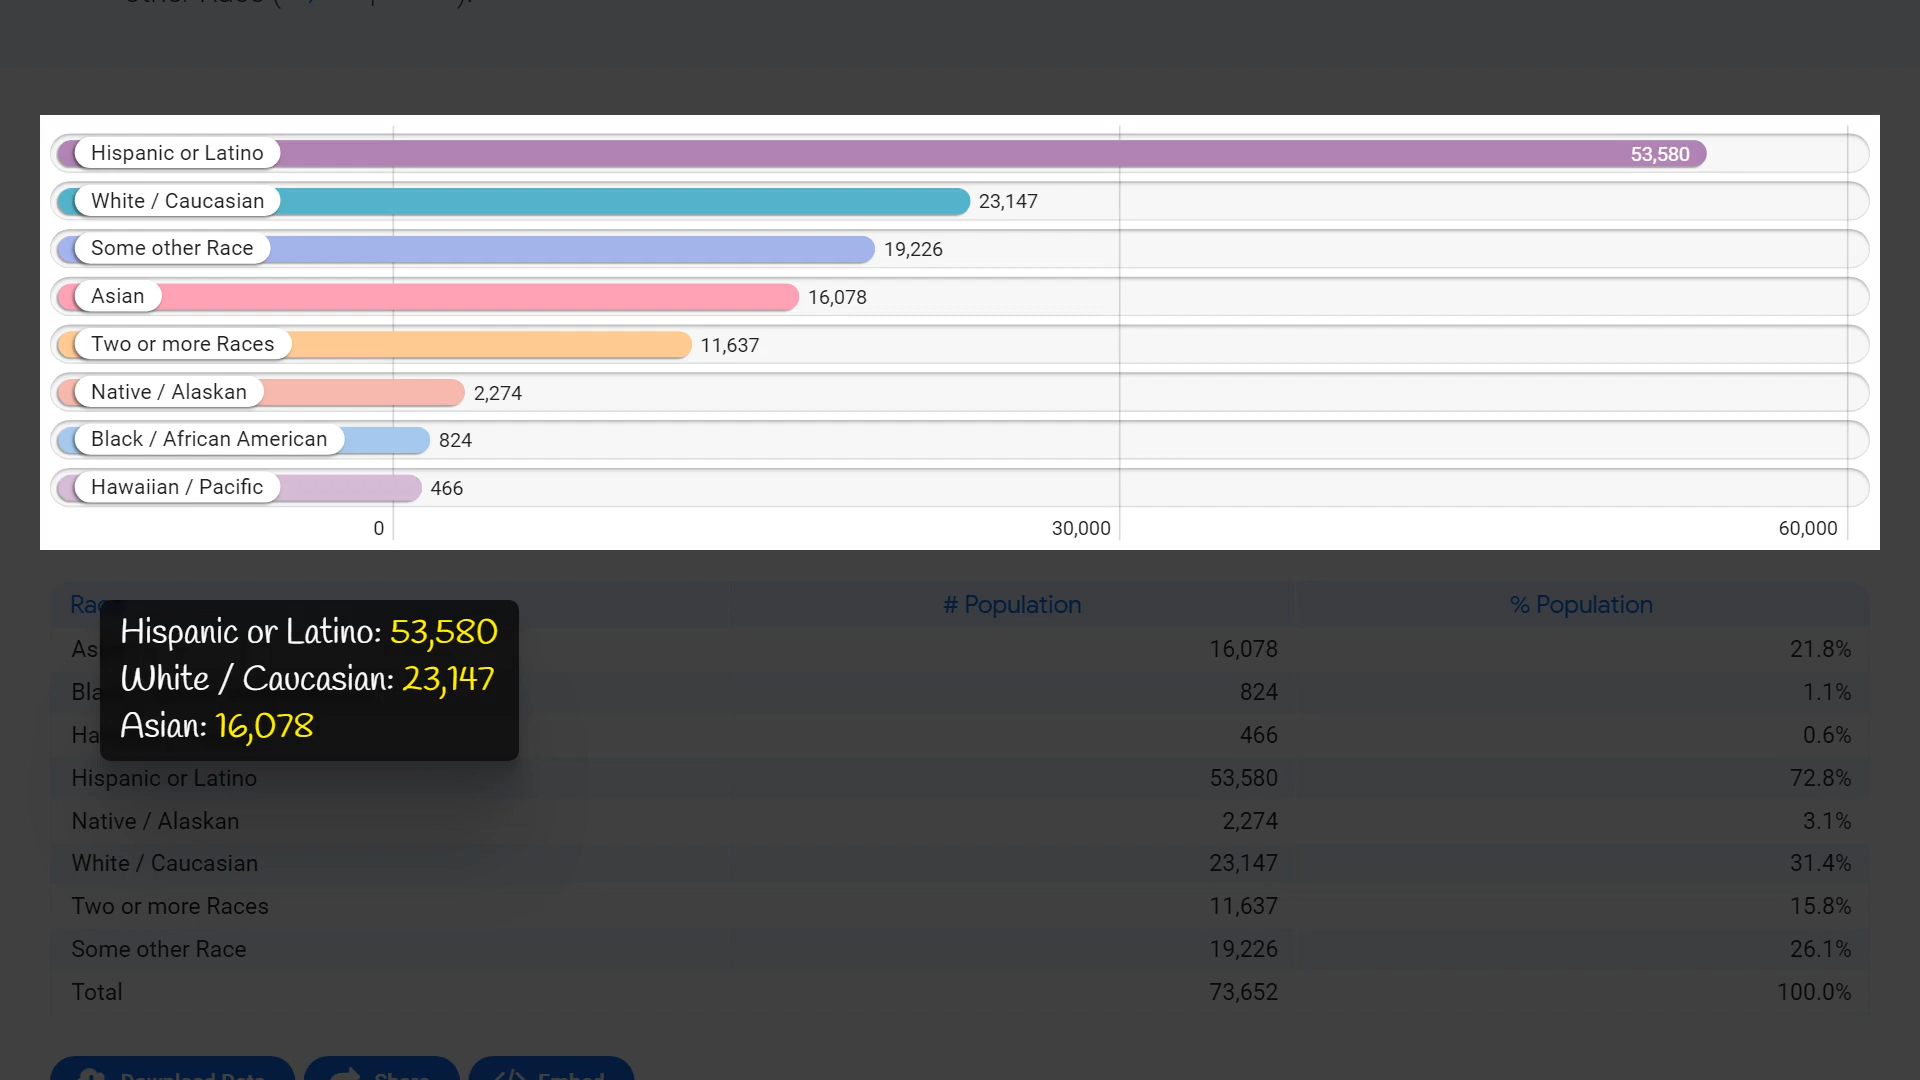 Hispanic or Latino 53,580
White / Caucasian 23,147
Some other Race 19,226
Asian 16,078
Two or more Races 11,637
Native / Alaskan 2,274
Black / African American 824
Hawaiian / Pacific 466
0 30,000 60,000
# Population % Population
Hispanic or Latino: 53,580
White / Caucasian: 23,147
Asian: 16,078
16,078 21.8%
824 1.1%
466 0.6%
Hispanic or Latino 53,580 72.8%
Native / Alaskan 2,274 3.1%
White / Caucasian 23,147 31.4%
Two or more Races 11,637 15.8%
Some other Race 19,226 26.1%
Total 73,652 100.0%
Download Data Share Embed